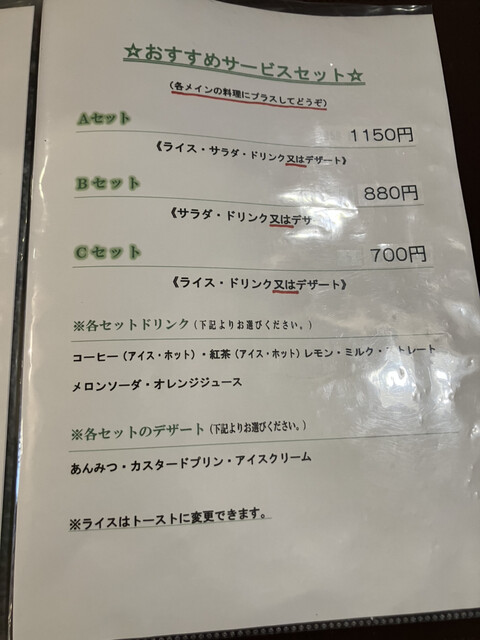 ☆おすすめサービスセット☆
(各メインの料理にプラスしてどうぞ)
Aセット
1150円
《ライス・サラダ・ドリンク又はデザート》
Bセット
880円
《サラダ・ドリンク又はデサ
Cセット
700円
《ライス・ドリンク又はデザート》
※各セットドリンク(下記よりお選びください。)
コーヒー(アイス・ホット)・紅茶(アイス・ホット)レモン・ミルク・トレート
メロンソーダ・オレンジジュース
※各セットのデザート(下記よりお選びください。)
あんみつ・カスタードプリン・アイスクリーム
※ライスはトーストに変更できます。